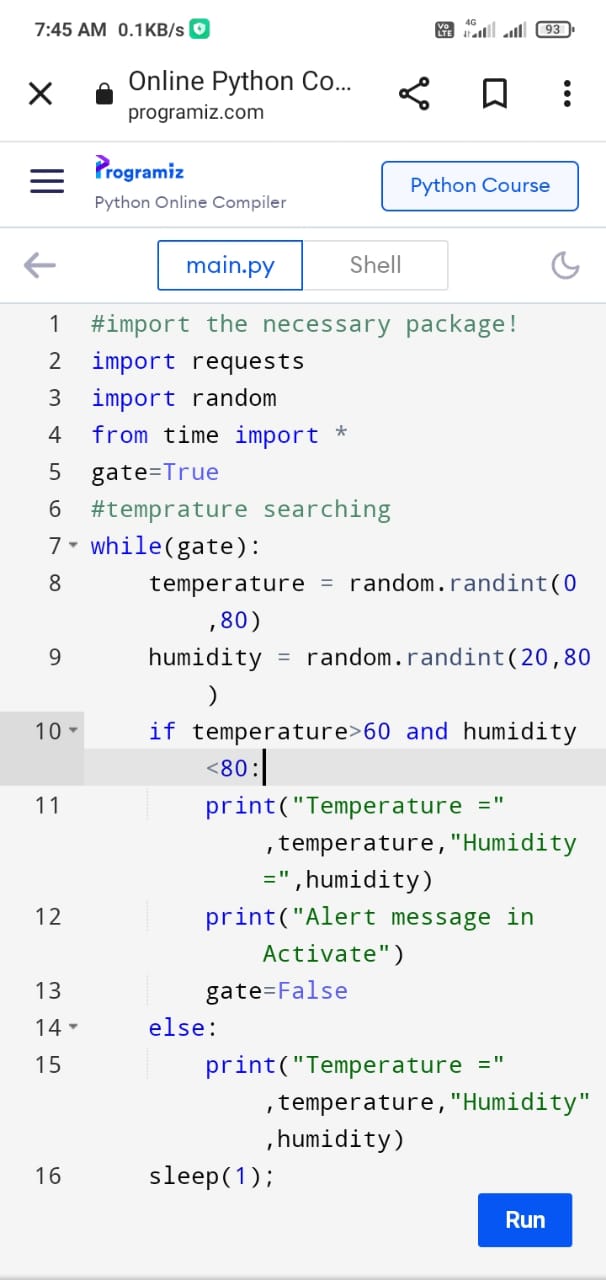 7:45 AM 0.1KB/s
Vo LTE 4G 93
Online Python Co...
programiz.com
Programiz
Python Online Compiler
Python Course
main.py Shell
1 #import the necessary package!
2 import requests
3 import random
4 from time import *
5 gate=True
6 #temprature searching
7 while(gate):
8 temperature = random.randint(0
,80)
9 humidity = random.randint(20,80
)
10 if temperature>60 and humidity
<80:
11 print("Temperature ="
,temperature,"Humidity
=",humidity)
12 print("Alert message in
Activate")
13 gate=False
14 else:
15 print("Temperature ="
,temperature,"Humidity"
,humidity)
16 sleep(1);
Run